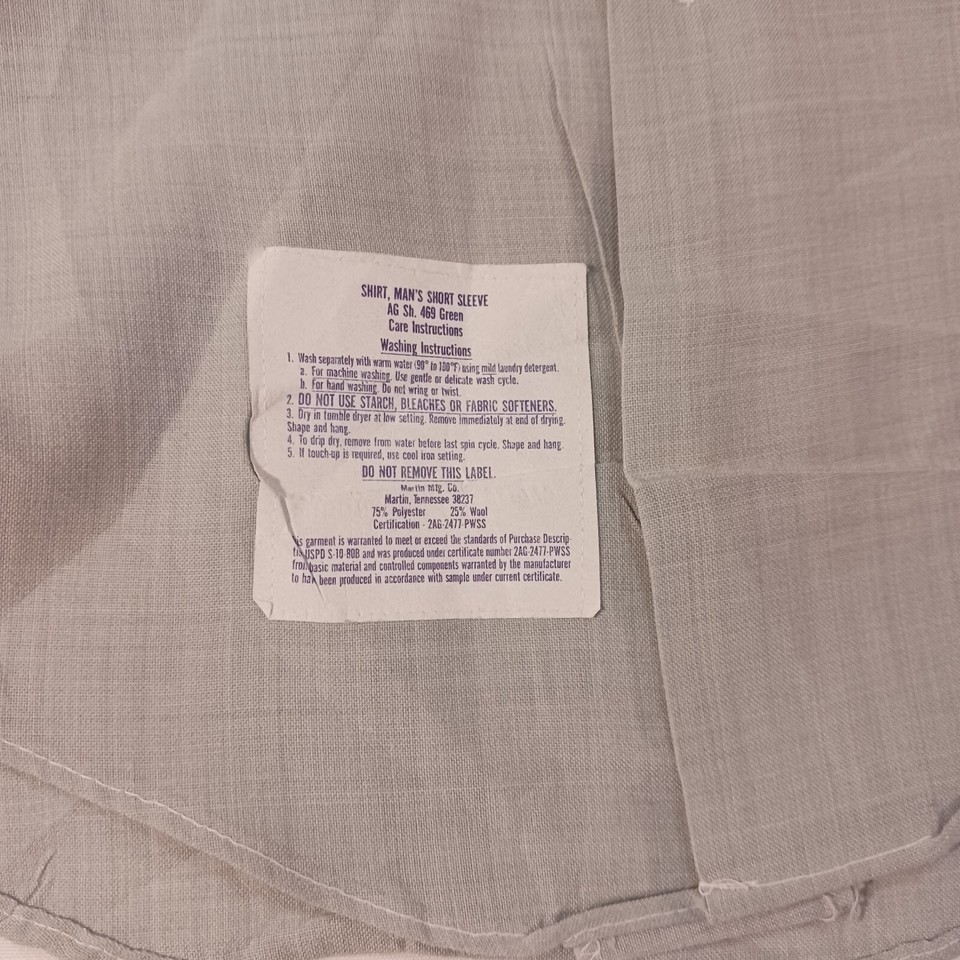 SHIRT, MAN'S SHORT SLEEVE
AG Sh. 469 Green
Care Instructions
Washing Instructions
1. Wash separately with warm water (90° to 100°F) using mild laundry detergent.
a. For machine washing. Use gentle or delicate wash cycle.
b. For hand washing. Do not wring or twist.
2. DO NOT USE STARCH, BLEACHES OR FABRIC SOFTENERS.
3. Dry in tumble dryer at low setting. Remove immediately at end of drying.
Shape and hang.
4. To drip dry, remove from water before last spin cycle. Shape and hang.
5. If touch-up is required, use cool iron setting.
DO NOT REMOVE THIS LABEL.
Martin Mfg. Co.
Martin, Tennessee 38237
75% Polyester 25% Wool
Certification - 2AG-2477-PWSS
is garment is warranted to meet or exceed the standards of Purchase Descrip-
USPD S-10-80B and was produced under certificate number 2AG-2477-PWSS
from basic material and controlled components warranted by the manufacturer
to have been produced in accordance with sample under current certificate.